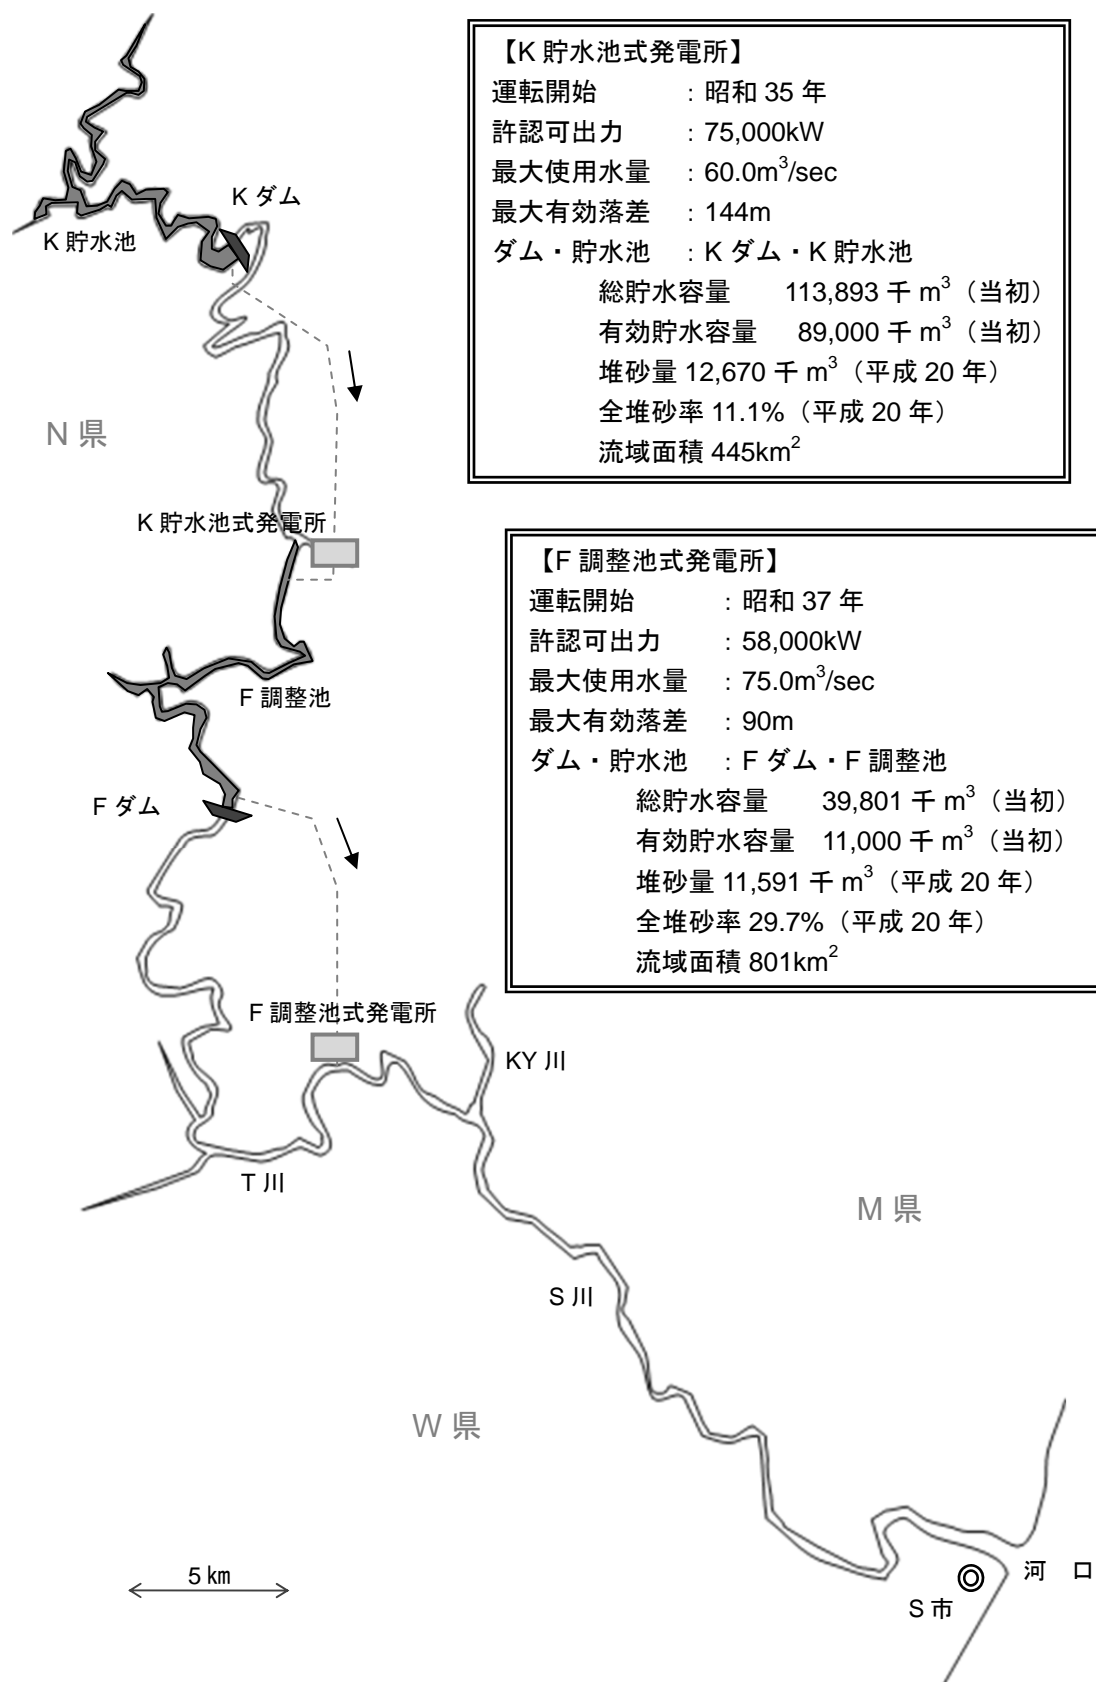 【K 貯水池式発電所】
運転開始 : 昭和 35 年
許認可出力 : 75,000kW
最大使用水量 : 60.0m³/sec
最大有効落差 : 144m
ダム・貯水池 : K ダム・K 貯水池
総貯水容量 113,893 千 m³（当初）
有効貯水容量 89,000 千 m³（当初）
堆砂量 12,670 千 m³（平成 20 年）
全堆砂率 11.1%（平成 20 年）
流域面積 445km²
K ダム
K 貯水池
N 県
K 貯水池式発電所
【F 調整池式発電所】
運転開始 : 昭和 37 年
許認可出力 : 58,000kW
最大使用水量 : 75.0m³/sec
最大有効落差 : 90m
ダム・貯水池 : F ダム・F 調整池
総貯水容量 39,801 千 m³（当初）
有効貯水容量 11,000 千 m³（当初）
堆砂量 11,591 千 m³（平成 20 年）
全堆砂率 29.7%（平成 20 年）
流域面積 801km²
F 調整池
F ダム
F 調整池式発電所
KY 川
T 川
M 県
S 川
W 県
5 km
河 口
S 市